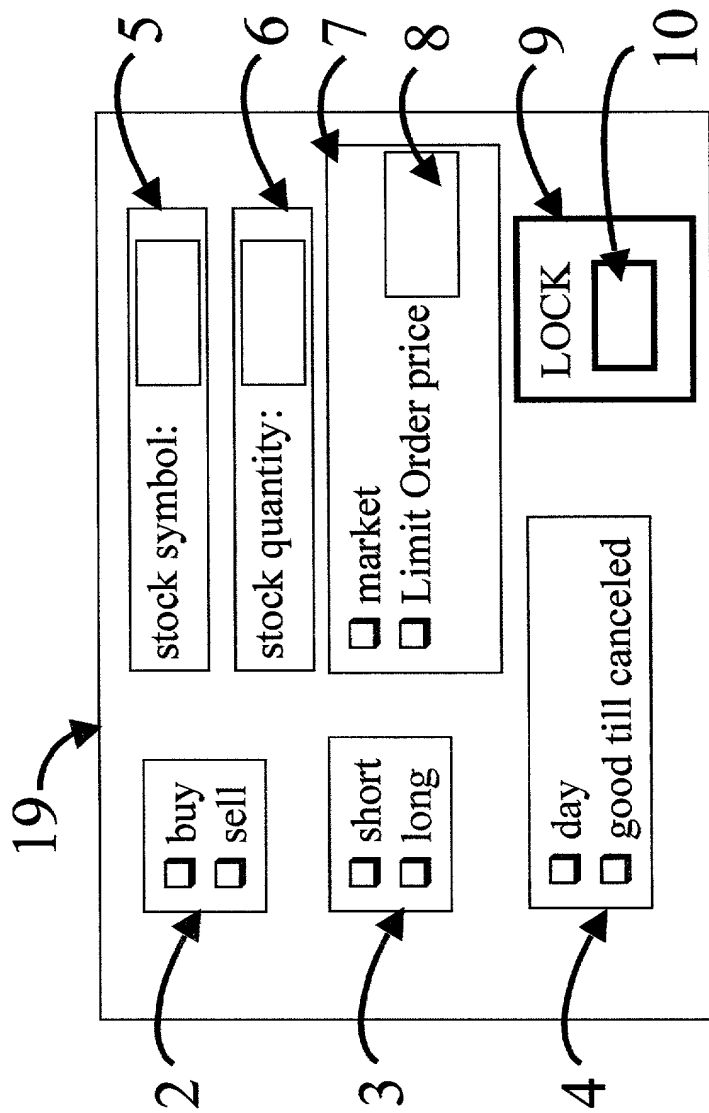 19
2
buy
sell
stock symbol:
5
stock quantity:
6
3
short
long
market
Limit Order price
7
8
4
day
good till canceled
LOCK
9
10